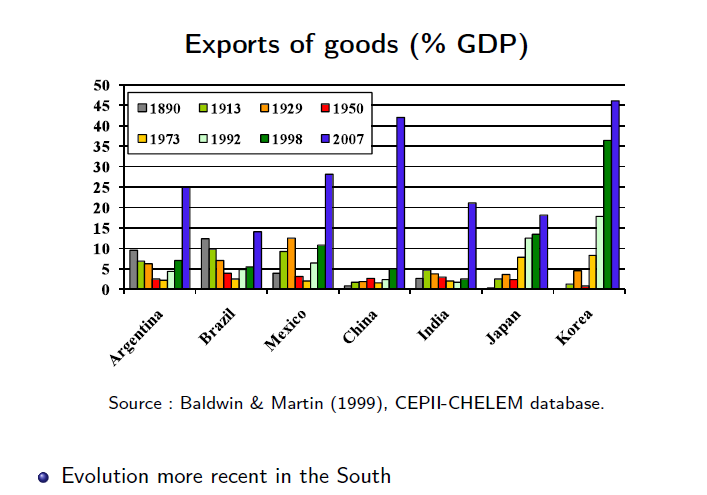 Exports of goods (% GDP)
50
45
40
35
30
25
20
15
10
5
0
1890 1913 1929 1950
1973 1992 1998 2007
Argentina Brazil Mexico China India Japan Korea
Source : Baldwin & Martin (1999), CEPII-CHELEM database.
Evolution more recent in the South